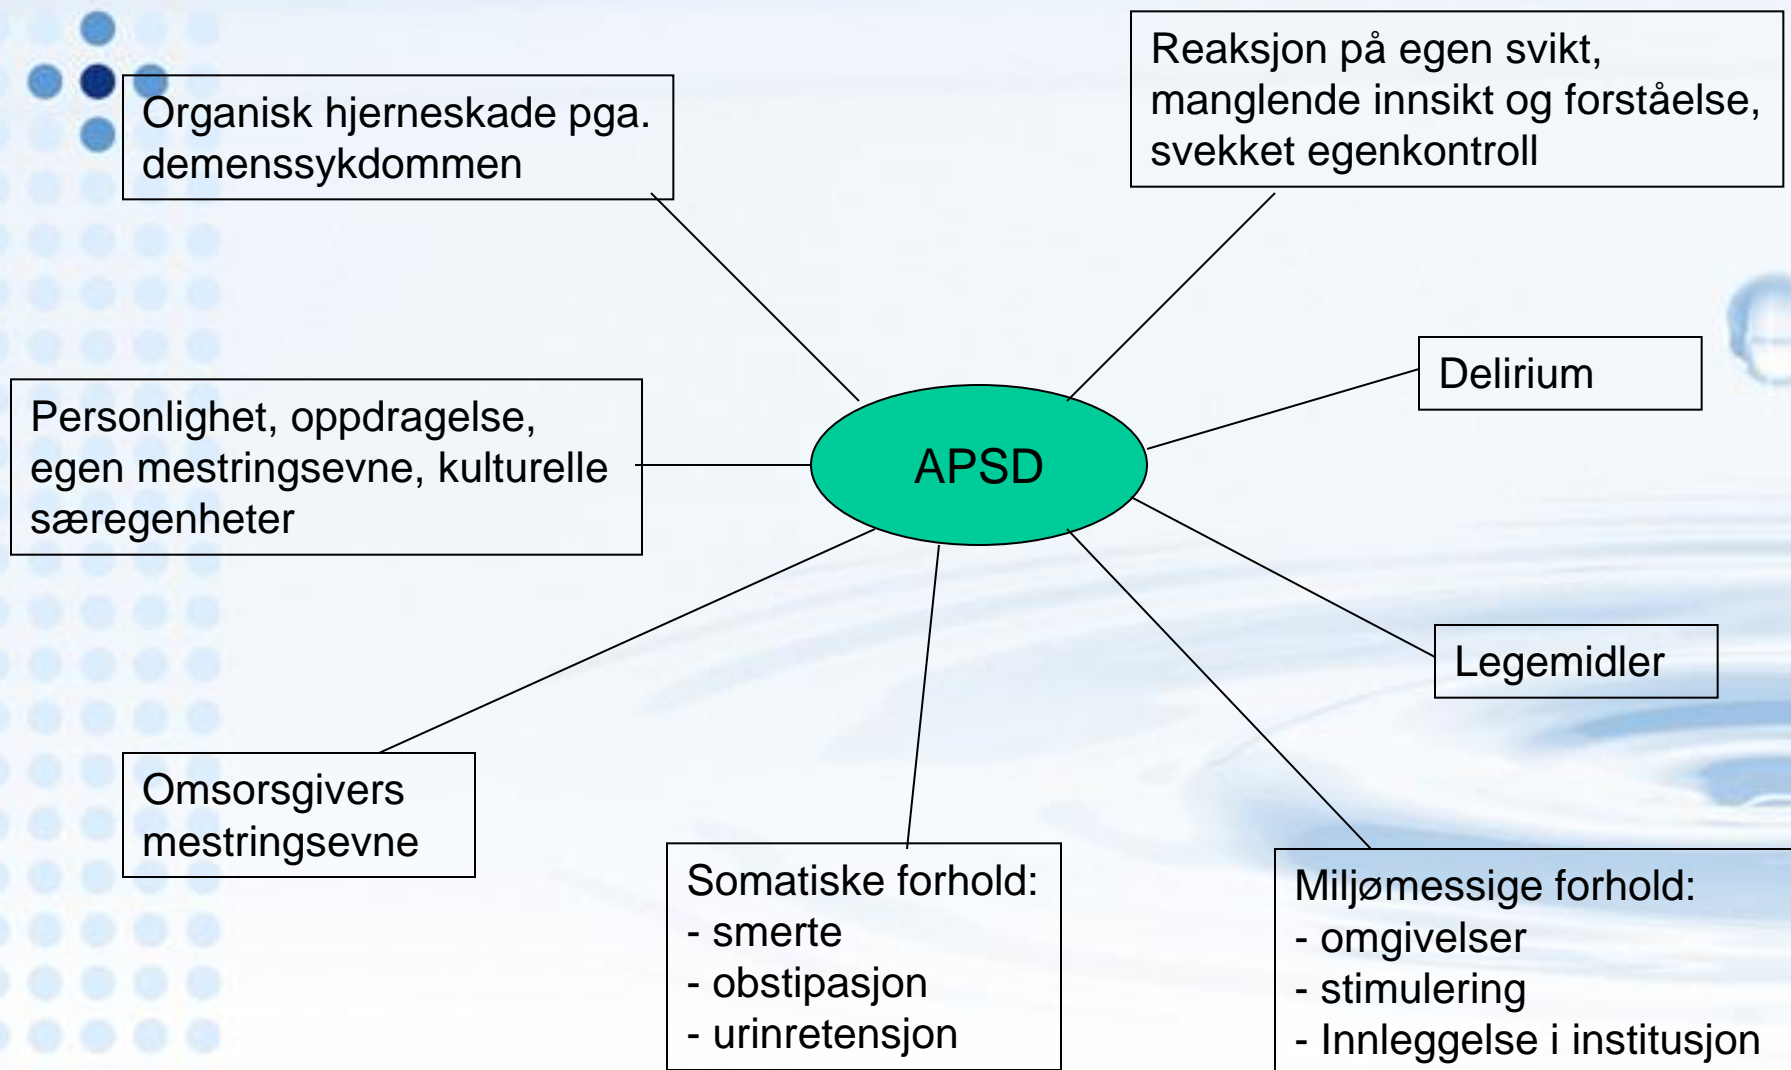 Organisk hjerneskade pga.
demenssykdommen
Reaksjon på egen svikt,
manglende innsikt og forståelse,
svekket egenkontroll
Personlighet, oppdragelse,
egen mestringsevne, kulturelle
særegenheter
APSD
Delirium
Legemidler
Omsorsgivers
mestringsevne
Somatiske forhold:
- smerte
- obstipasjon
- urinretensjon
Miljømessige forhold:
- omgivelser
- stimulering
- Innleggelse i institusjon